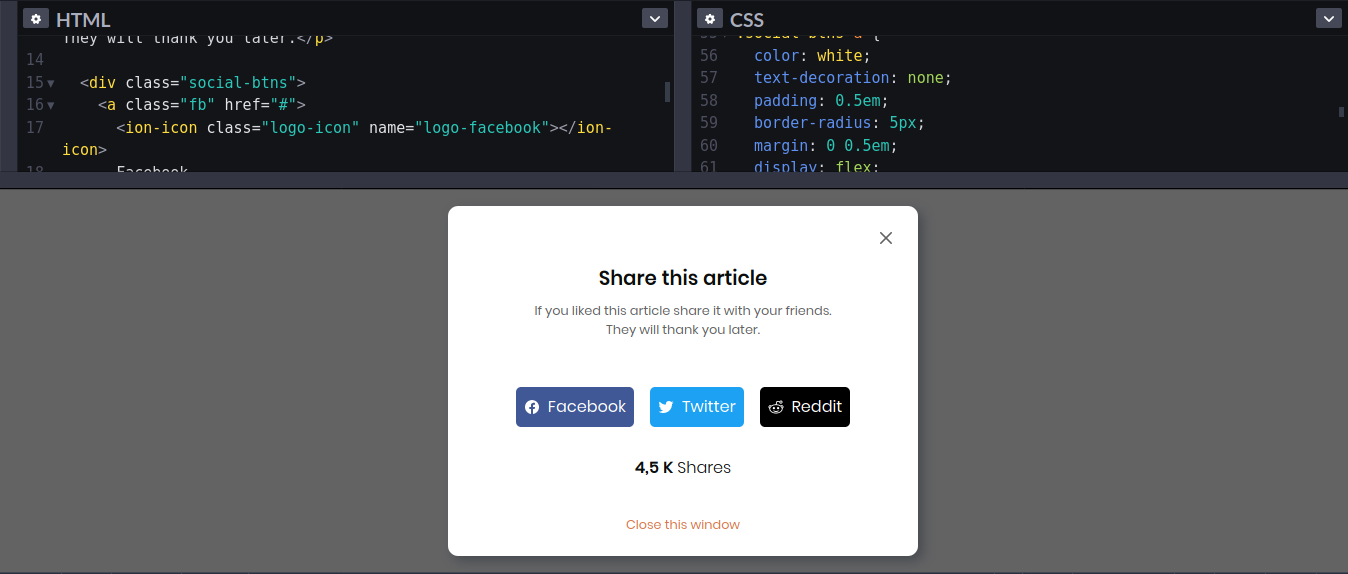 HTML
They will thank you later.</p>
14
15 <div class="social-btns">
16 <a class="fb" href="#">
17 <ion-icon class="logo-icon" name="logo-facebook"></ion-
icon>
18 Facebook
CSS
55 .social-btns a {
56 color: white;
57 text-decoration: none;
58 padding: 0.5em;
59 border-radius: 5px;
60 margin: 0 0.5em;
61 display: flex;
Share this article
If you liked this article share it with your friends.
They will thank you later.
Facebook Twitter Reddit
4,5 K Shares
Close this window